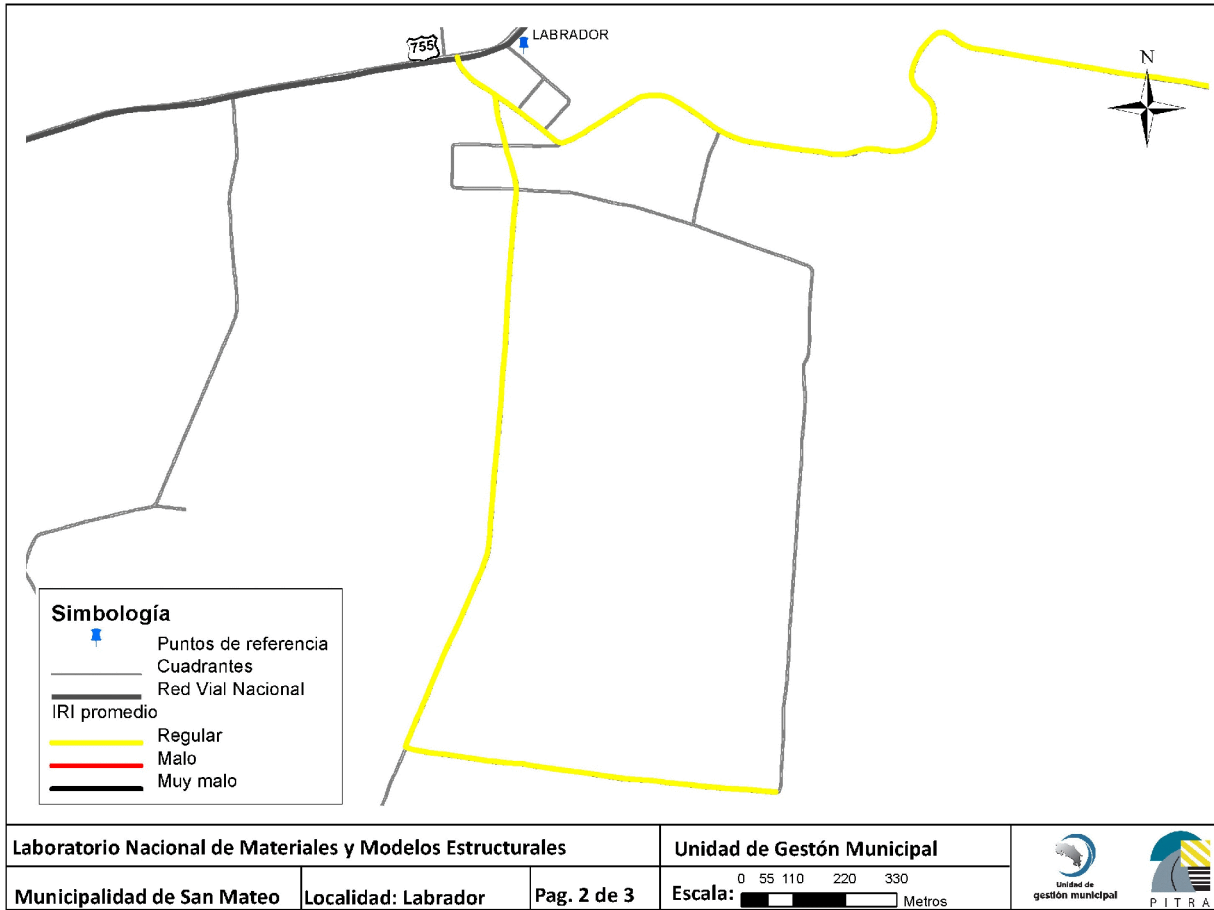 LABRADOR
755
N
Simbología
Puntos de referencia
Cuadrantes
Red Vial Nacional
IRI promedio
Regular
Malo
Muy malo
Laboratorio Nacional de Materiales y Modelos Estructurales
Unidad de Gestón Municipal
Municipalidad de San Mateo
Localidad: Labrador
Pag. 2 de 3
Escala:
0 55 110 220 330
Metros
Unidad de
gestión municipal
PITRA